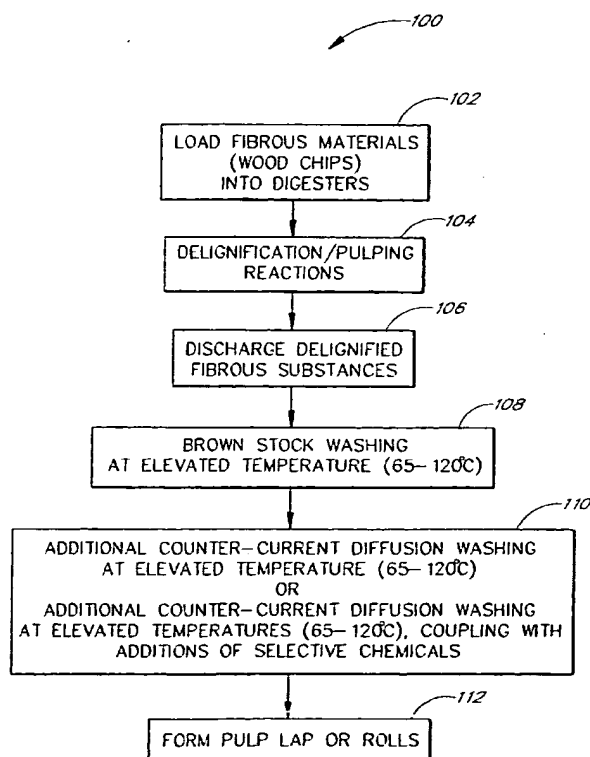 100
102
LOAD FIBROUS MATERIALS
(WOOD CHIPS)
INTO DIGESTERS
104
DELIGNIFICATION/PULPING
REACTIONS
106
DISCHARGE DELIGNIFIED
FIBROUS SUBSTANCES
108
BROWN STOCK WASHING
AT ELEVATED TEMPERATURE (65-120°C)
110
ADDITIONAL COUNTER-CURRENT DIFFUSION WASHING
AT ELEVATED TEMPERATURE (65-120°C)
OR
ADDITIONAL COUNTER-CURRENT DIFFUSION WASHING
AT ELEVATED TEMPERATURES (65-120°C), COUPLING WITH
ADDITIONS OF SELECTIVE CHEMICALS
112
FORM PULP LAP OR ROLLS